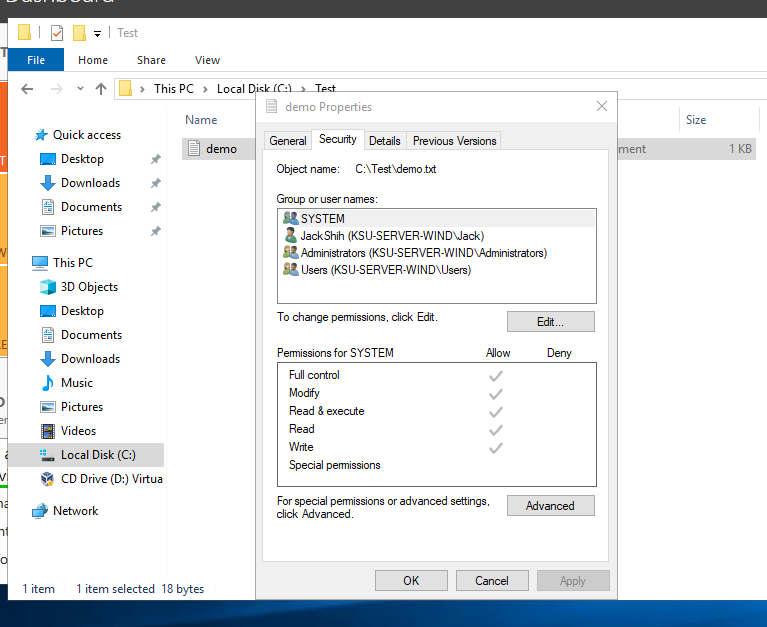 Dashboard
Test
File Home Share View
This PC Local Disk (C:) Test
demo Properties
Name
Size
General Security Details Previous Versions
demo
ment 1 KB
Object name: C:\Test\demo.txt
Group or user names:
SYSTEM
Jack Shih (KSU-SERVER-WIND\Jack)
Administrators (KSU-SERVER-WIND\Administrators)
Users (KSU-SERVER-WIND\Users)
To change permissions, click Edit.
Edit...
Permissions for SYSTEM Allow Deny
Full control
Modify
Read & execute
Read
Write
Special permissions
For special permissions or advanced settings,
click Advanced.
Advanced
OK Cancel Apply
Quick access
Desktop
Downloads
Documents
Pictures
This PC
3D Objects
Desktop
Documents
Downloads
Music
Pictures
Videos
Local Disk (C:)
CD Drive (D:) Virtua
Network
1 item 1 item selected 18 bytes